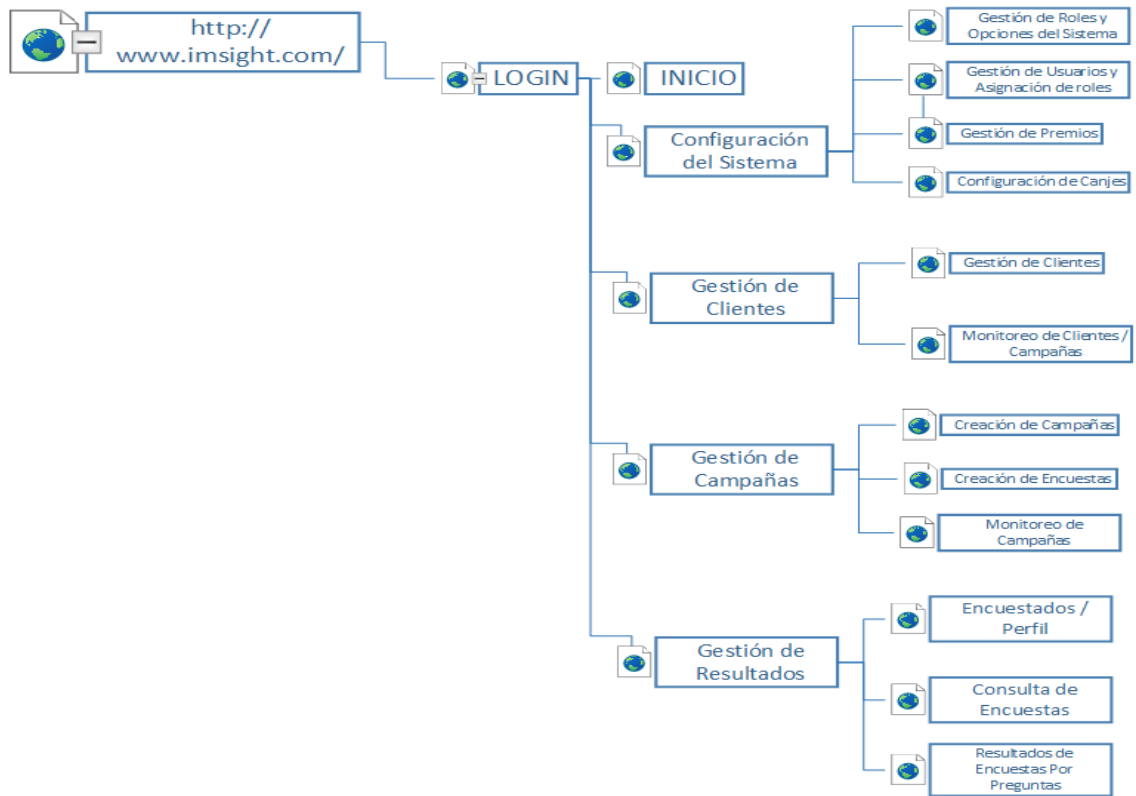 http://
www.imsight.com/
LOGIN
INICIO
Configuración
del Sistema
Gestión de Roles y
Opciones del Sistema
Gestión de Usuarios y
Asignación de roles
Gestión de Premios
Configuración de Canjes
Gestión de
Clientes
Gestión de Clientes
Monitoreo de Clientes /
Campañas
Gestión de
Campañas
Creación de Campañas
Creación de Encuestas
Monitoreo de
Campañas
Gestión de
Resultados
Encuestados /
Perfil
Consulta de
Encuestas
Resultados de
Encuestas Por
Preguntas